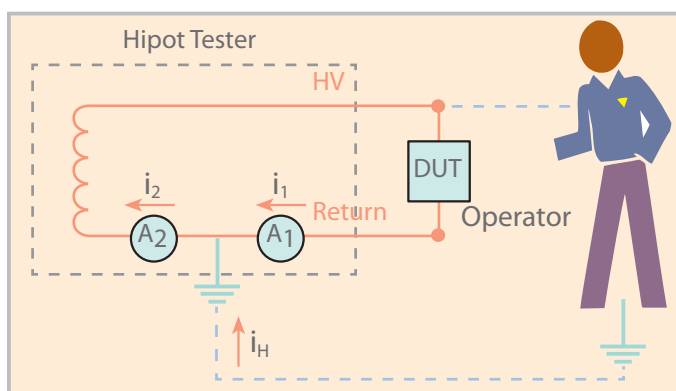 Hipot Tester
HV
DUT
i2
i1
Return
Operator
A2
A1
iH